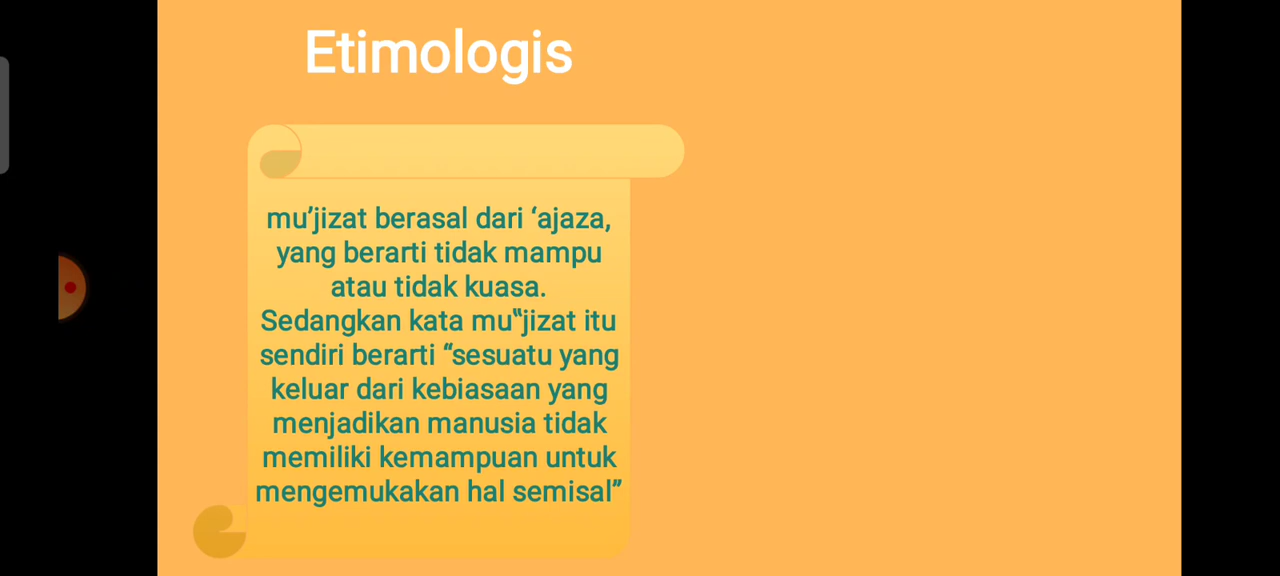 Etimologis
mu’jizat berasal dari ‘ajaza,
yang berarti tidak mampu
atau tidak kuasa.
Sedangkan kata mu‟jizat itu
sendiri berarti “sesuatu yang
keluar dari kebiasaan yang
menjadikan manusia tidak
memiliki kemampuan untuk
mengemukakan hal semisal”